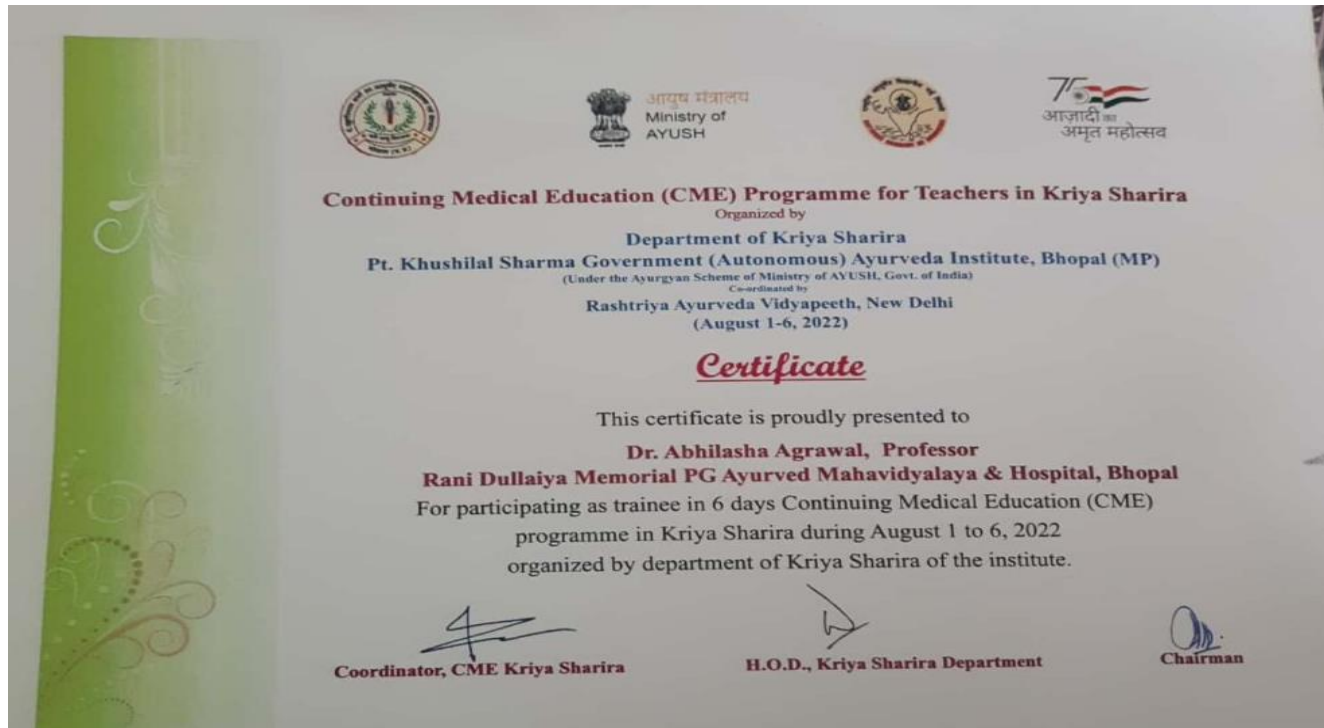 आयुष मंत्रालय
Ministry of
AYUSH
75
आज़ादी का
अमृत महोत्सव
Continuing Medical Education (CME) Programme for Teachers in Kriya Sharira
Organized by
Department of Kriya Sharira
Pt. Khushilal Sharma Government (Autonomous) Ayurveda Institute, Bhopal (MP)
(Under the Ayurgyan Scheme of Ministry of AYUSH, Govt. of India)
Co-ordinated by
Rashtriya Ayurveda Vidyapeeth, New Delhi
(August 1-6, 2022)
Certificate
This certificate is proudly presented to
Dr. Abhilasha Agrawal, Professor
Rani Dullaiya Memorial PG Ayurved Mahavidyalaya & Hospital, Bhopal
For participating as trainee in 6 days Continuing Medical Education (CME)
programme in Kriya Sharira during August 1 to 6, 2022
organized by department of Kriya Sharira of the institute.
Coordinator, CME Kriya Sharira
H.O.D., Kriya Sharira Department
Chairman